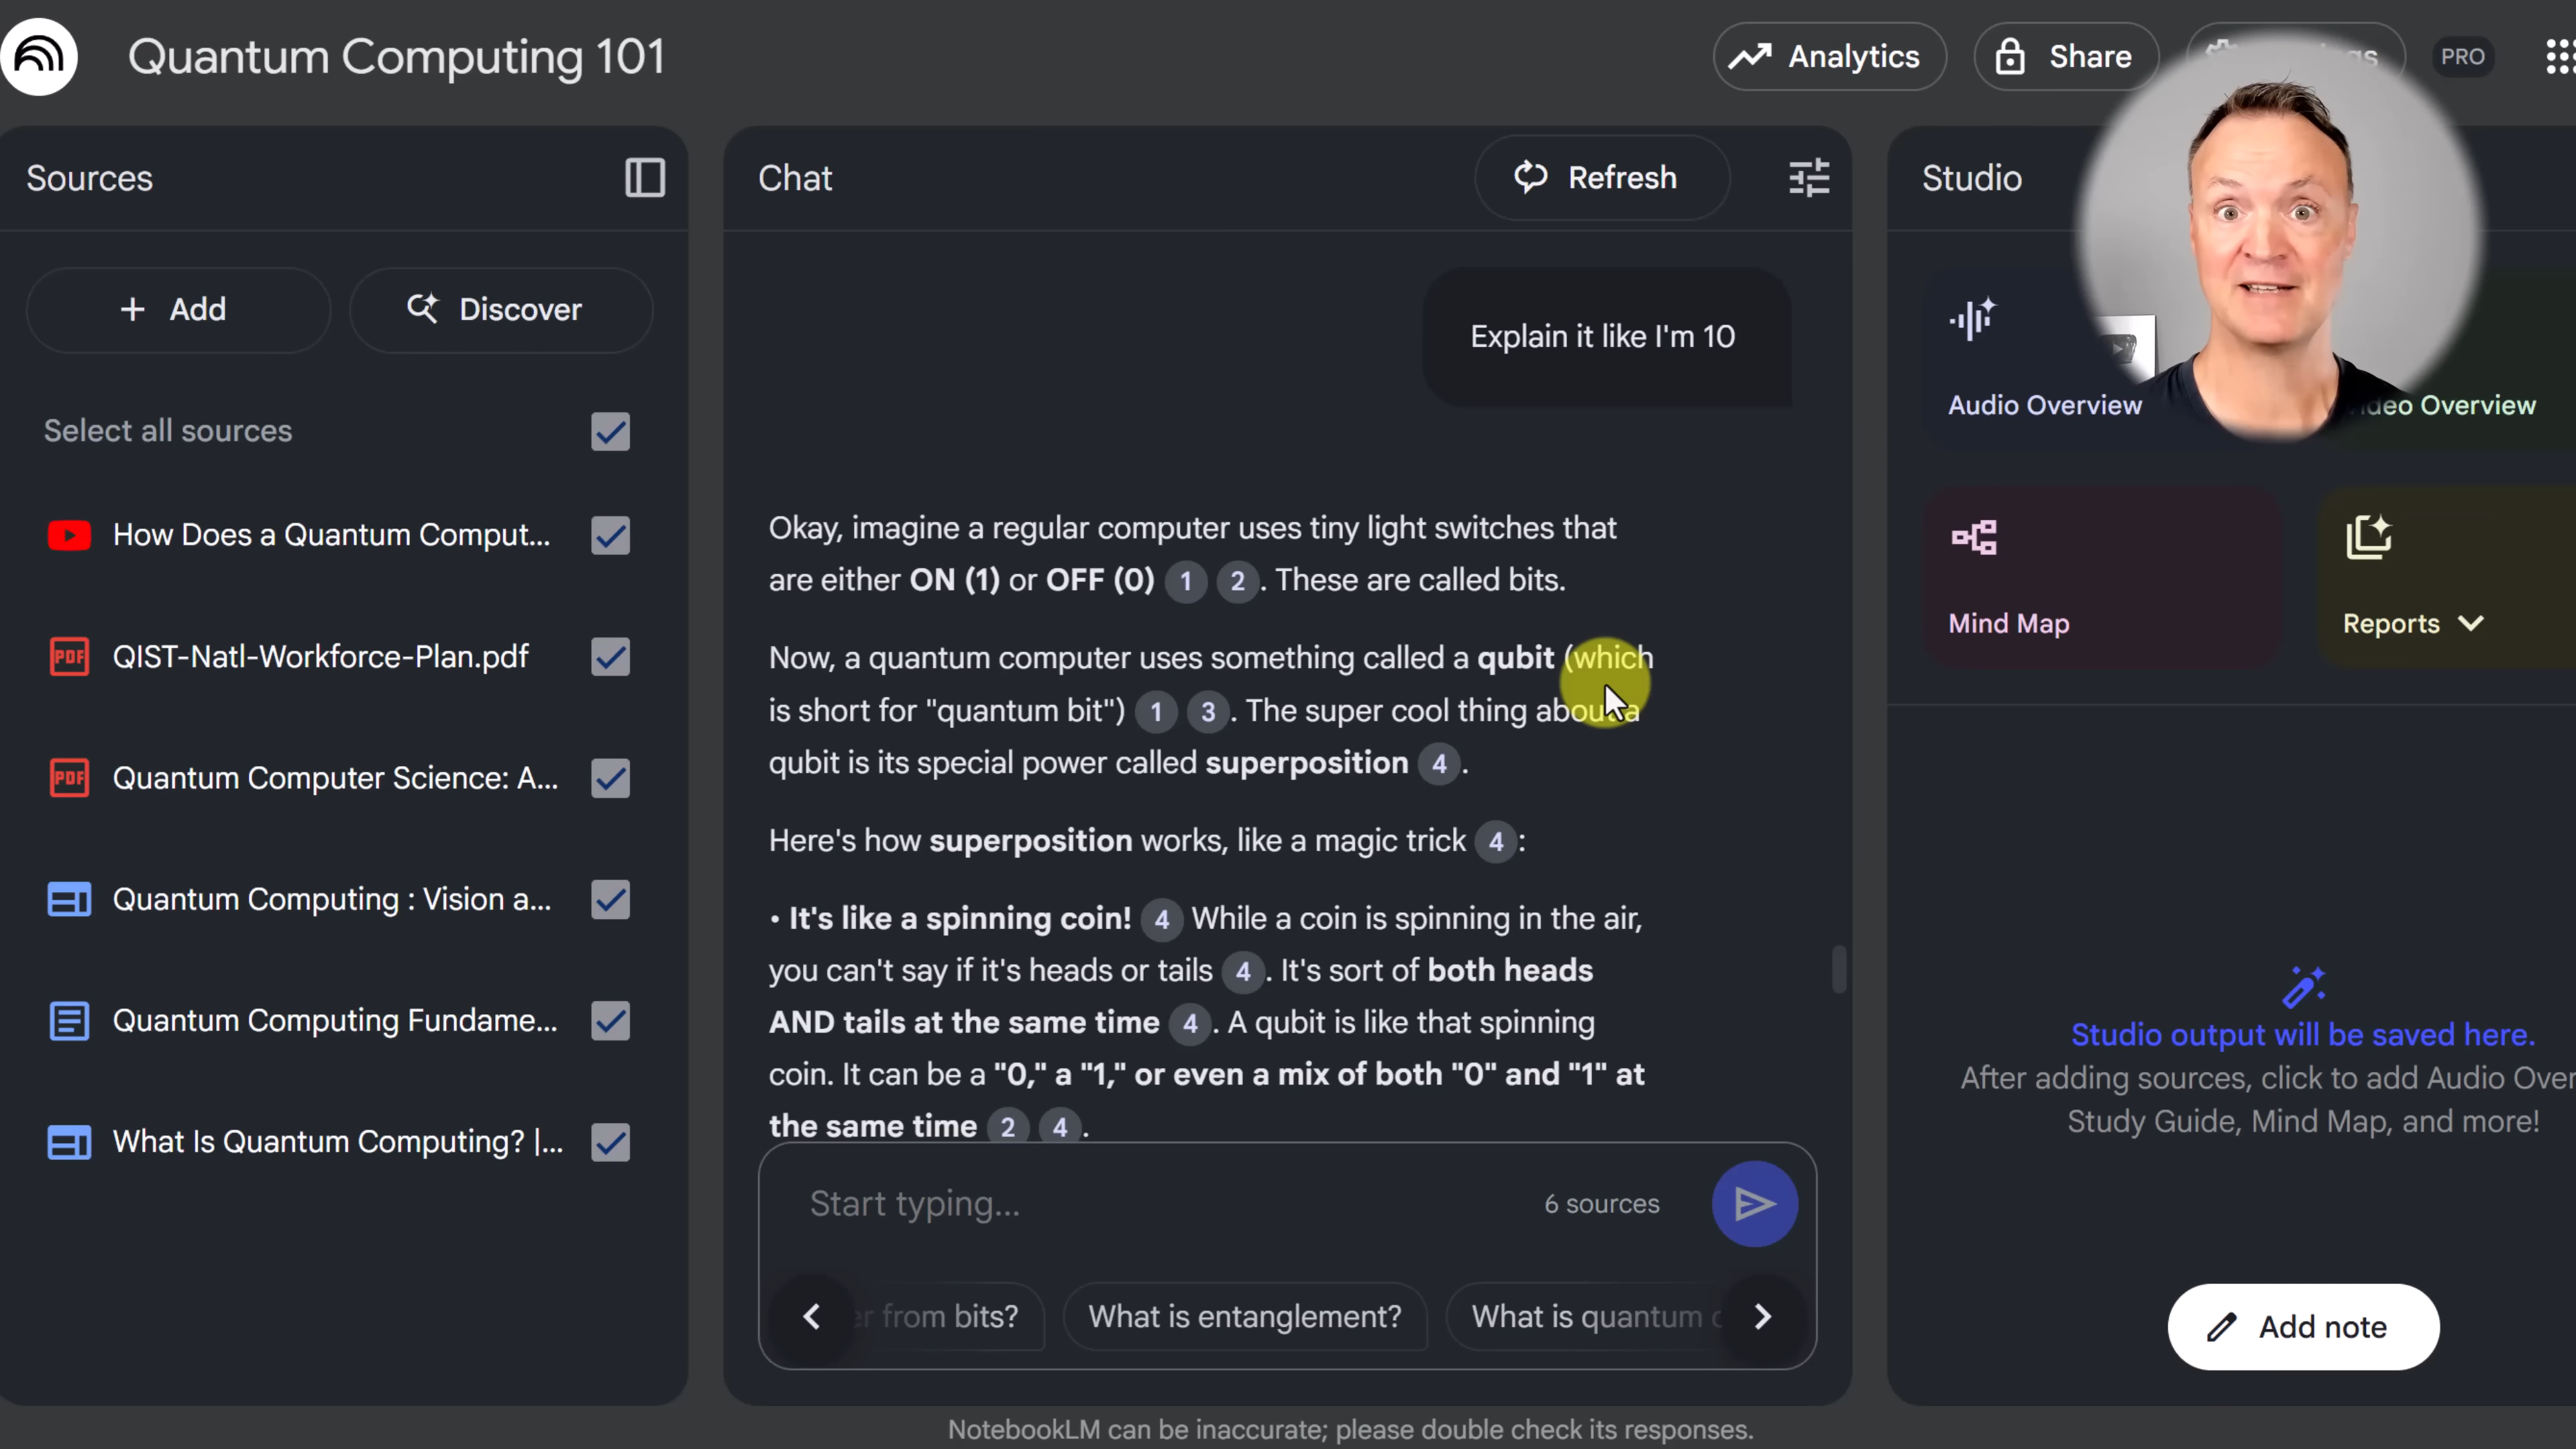 Quantum Computing 101
Analytics
Share
PRO
Sources
Add
Discover
Select all sources
How Does a Quantum Comput...
QIST-Natl-Workforce-Plan.pdf
Quantum Computer Science: A...
Quantum Computing : Vision a...
Quantum Computing Fundame...
What Is Quantum Computing? |...
Chat
Refresh
Explain it like I'm 10
Okay, imagine a regular computer uses tiny light switches that
are either ON (1) or OFF (0) 1 2. These are called bits.
Now, a quantum computer uses something called a qubit (which
is short for "quantum bit") 1 3. The super cool thing about a
qubit is its special power called superposition 4.
Here's how superposition works, like a magic trick 4:
• It's like a spinning coin! 4 While a coin is spinning in the air,
you can't say if it's heads or tails 4. It's sort of both heads
AND tails at the same time 4. A qubit is like that spinning
coin. It can be a "0," a "1," or even a mix of both "0" and "1" at
the same time 2 4.
Start typing...
6 sources
from bits?
What is entanglement?
What is quantum
Studio
Audio Overview
Video Overview
Mind Map
Reports
Studio output will be saved here.
After adding sources, click to add Audio Over
Study Guide, Mind Map, and more!
Add note
NotebookLM can be inaccurate; please double check its responses.
PDF
PDF